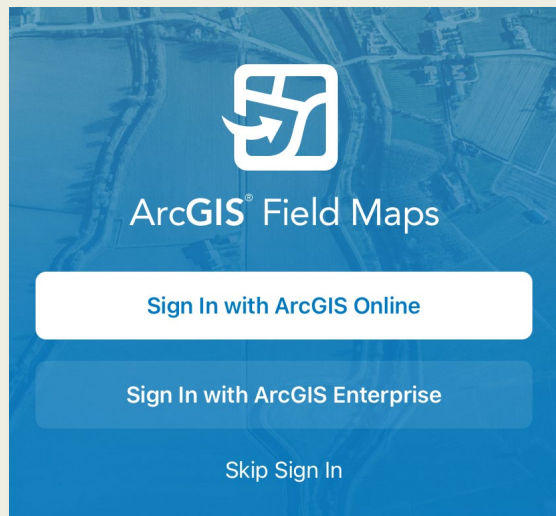 ArcGIS® Field Maps
Sign In with ArcGIS Online
Sign In with ArcGIS Enterprise
Skip Sign In